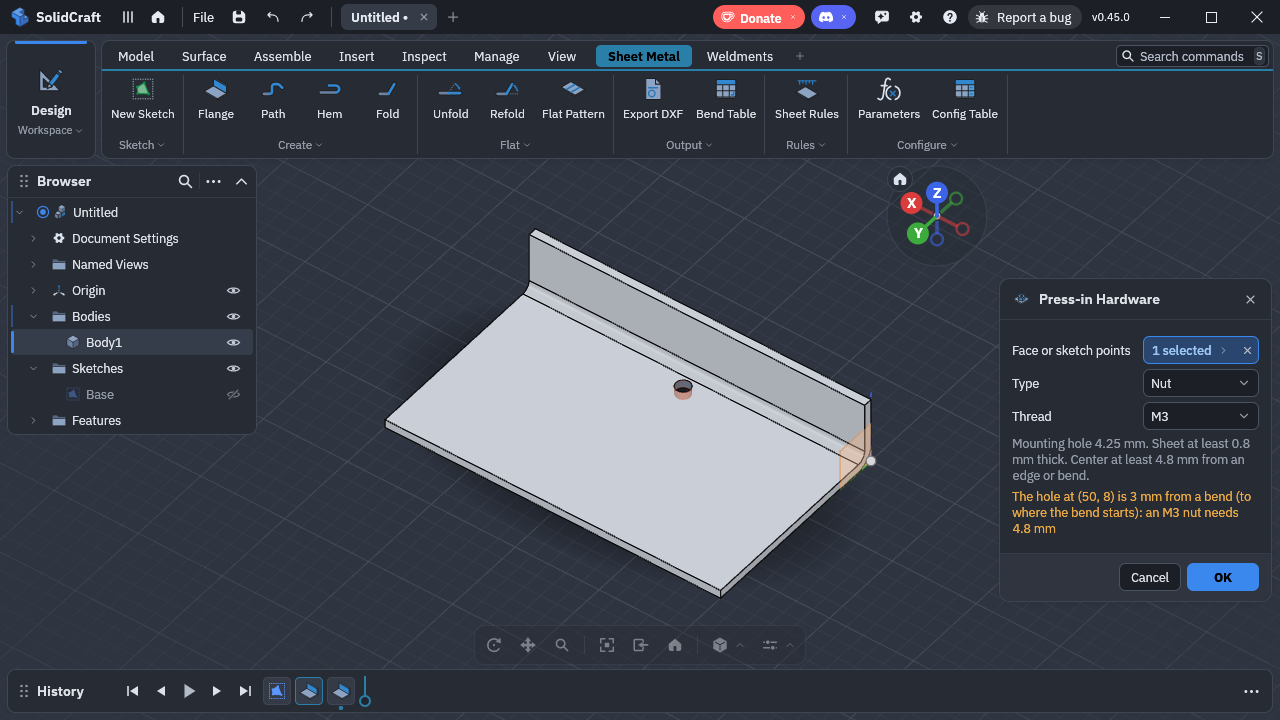 SolidCraft
File
Untitled •
Donate
Report a bug
v0.45.0
Design
Workspace
Model
Surface
Assemble
Insert
Inspect
Manage
View
Sheet Metal
Weldments
Search commands
S
New Sketch
Flange
Path
Hem
Fold
Unfold
Refold
Flat Pattern
Export DXF
Bend Table
Sheet Rules
Parameters
Config Table
Sketch
Create
Flat
Output
Rules
Configure
Browser
Untitled
Document Settings
Named Views
Origin
Bodies
Body1
Sketches
Base
Features
Z
X
Y
Press-in Hardware
Face or sketch points
1 selected
Type
Nut
Thread
M3
Mounting hole 4.25 mm. Sheet at least 0.8
mm thick. Center at least 4.8 mm from an
edge or bend.
The hole at (50, 8) is 3 mm from a bend (to
where the bend starts): an M3 nut needs
4.8 mm
Cancel
OK
History